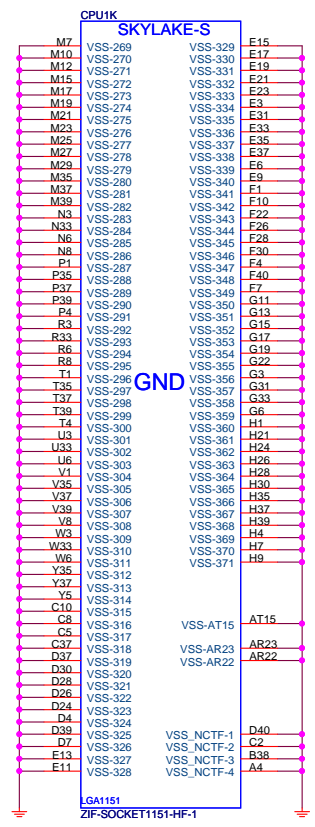 CPU1K
SKYLAKE-S
M7 VSS-269 VSS-329 E15
M10 VSS-270 VSS-330 E17
M12 VSS-271 VSS-331 E19
M15 VSS-272 VSS-332 E21
M17 VSS-273 VSS-333 E23
M19 VSS-274 VSS-334 E3
M21 VSS-275 VSS-335 E31
M23 VSS-276 VSS-336 E33
M25 VSS-277 VSS-337 E35
M27 VSS-278 VSS-338 E37
M29 VSS-279 VSS-339 E6
M35 VSS-280 VSS-340 E9
M37 VSS-281 VSS-341 F1
M39 VSS-282 VSS-342 F10
N3 VSS-283 VSS-343 F22
N33 VSS-284 VSS-344 F26
N6 VSS-285 VSS-345 F28
N8 VSS-286 VSS-346 F30
P1 VSS-287 VSS-347 F4
P35 VSS-288 VSS-348 F40
P37 VSS-289 VSS-349 F7
P39 VSS-290 VSS-350 G11
P4 VSS-291 VSS-351 G13
R3 VSS-292 VSS-352 G15
R33 VSS-293 VSS-353 G17
R6 VSS-294 VSS-354 G19
R8 VSS-295 VSS-355 G22
T1 VSS-296 GND VSS-356 G3
T35 VSS-297 VSS-357 G31
T37 VSS-298 VSS-358 G33
T39 VSS-299 VSS-359 G6
T4 VSS-300 VSS-360 H1
U3 VSS-301 VSS-361 H21
U33 VSS-302 VSS-362 H24
U6 VSS-303 VSS-363 H26
V1 VSS-304 VSS-364 H28
V35 VSS-305 VSS-365 H30
V37 VSS-306 VSS-366 H35
V39 VSS-307 VSS-367 H37
V8 VSS-308 VSS-368 H39
W3 VSS-309 VSS-369 H4
W33 VSS-310 VSS-370 H7
W6 VSS-311 VSS-371 H9
Y35 VSS-312
Y37 VSS-313
Y5 VSS-314
C10 VSS-315
C8 VSS-316 VSS-AT15 AT15
C5 VSS-317
C37 VSS-318 VSS-AR23 AR23
D37 VSS-319 VSS-AR22 AR22
D30 VSS-320
D28 VSS-321
D26 VSS-322
D24 VSS-323
D4 VSS-324
D39 VSS-325 VSS_NCTF-1 D40
D7 VSS-326 VSS_NCTF-2 C2
E13 VSS-327 VSS_NCTF-3 B38
E11 VSS-328 VSS_NCTF-4 A4
LGA1151
ZIF-SOCKET1151-HF-1